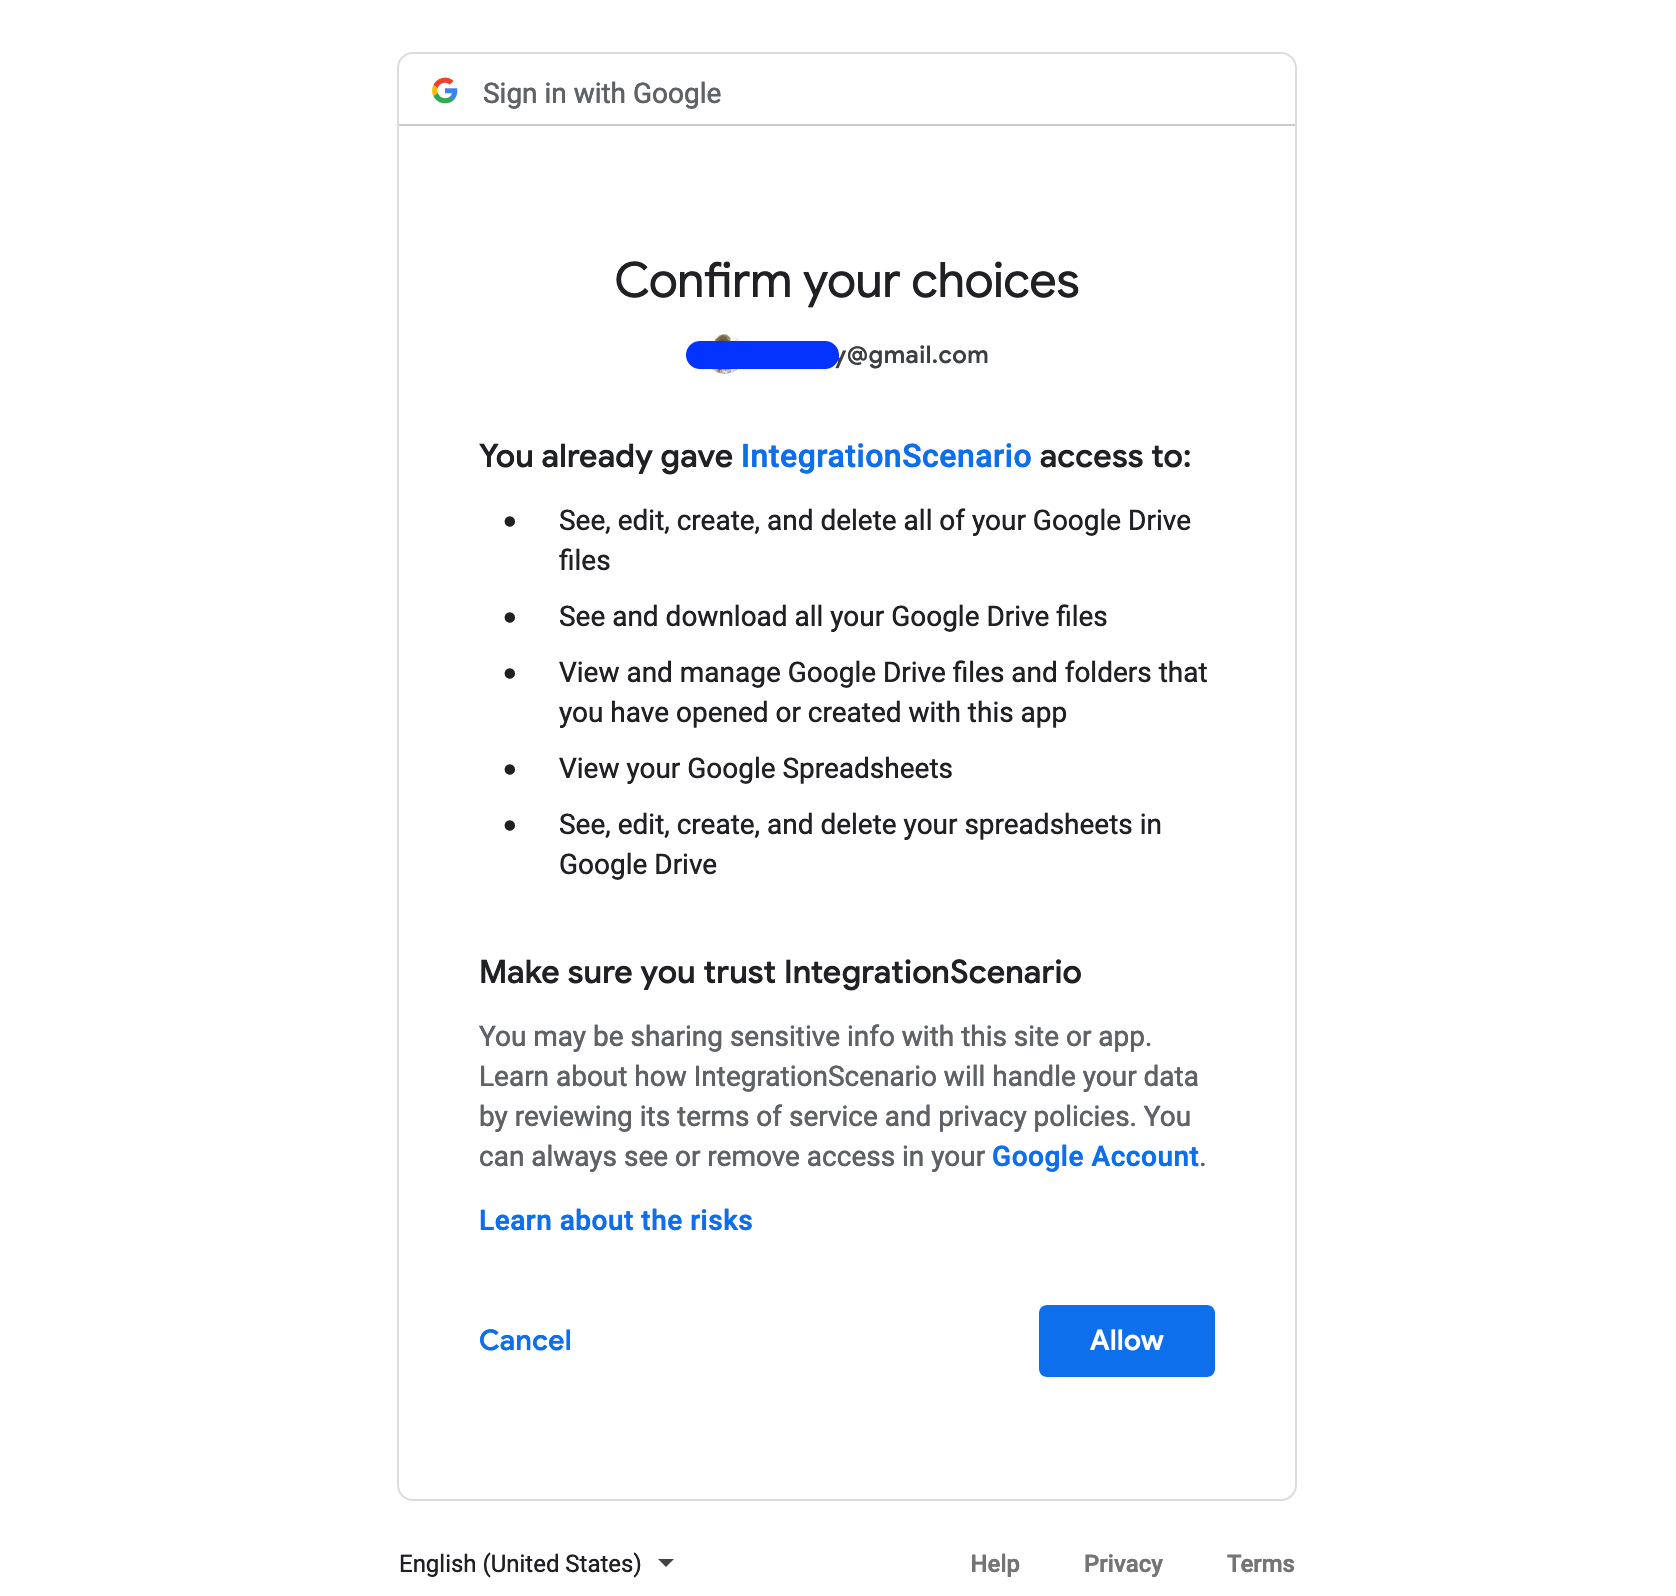 Sign in with Google
Confirm your choices
y@gmail.com
You already gave IntegrationScenario access to:
• See, edit, create, and delete all of your Google Drive
files
• See and download all your Google Drive files
• View and manage Google Drive files and folders that
you have opened or created with this app
• View your Google Spreadsheets
• See, edit, create, and delete your spreadsheets in
Google Drive
Make sure you trust IntegrationScenario
You may be sharing sensitive info with this site or app.
Learn about how IntegrationScenario will handle your data
by reviewing its terms of service and privacy policies. You
can always see or remove access in your Google Account.
Learn about the risks
Cancel
Allow
English (United States)
Help
Privacy
Terms